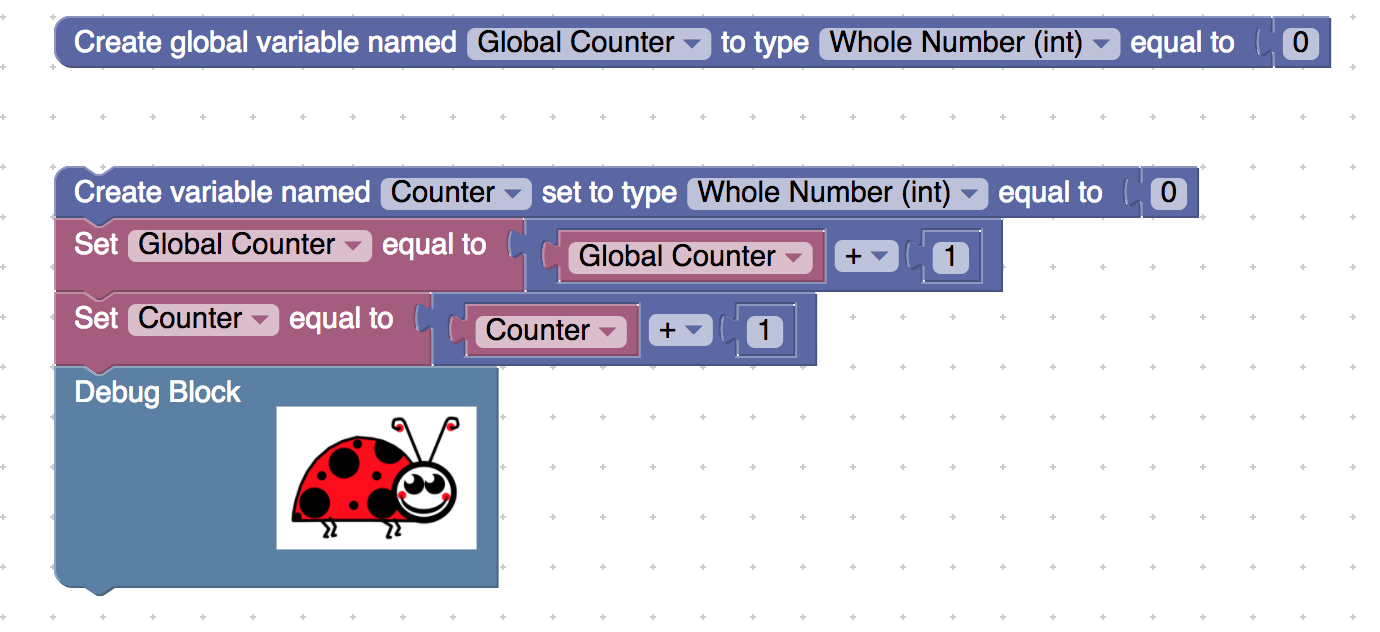 Create global variable named Global Counter to type Whole Number (int) equal to 0
Create variable named Counter set to type Whole Number (int) equal to 0
Set Global Counter equal to Global Counter + 1
Set Counter equal to Counter + 1
Debug Block